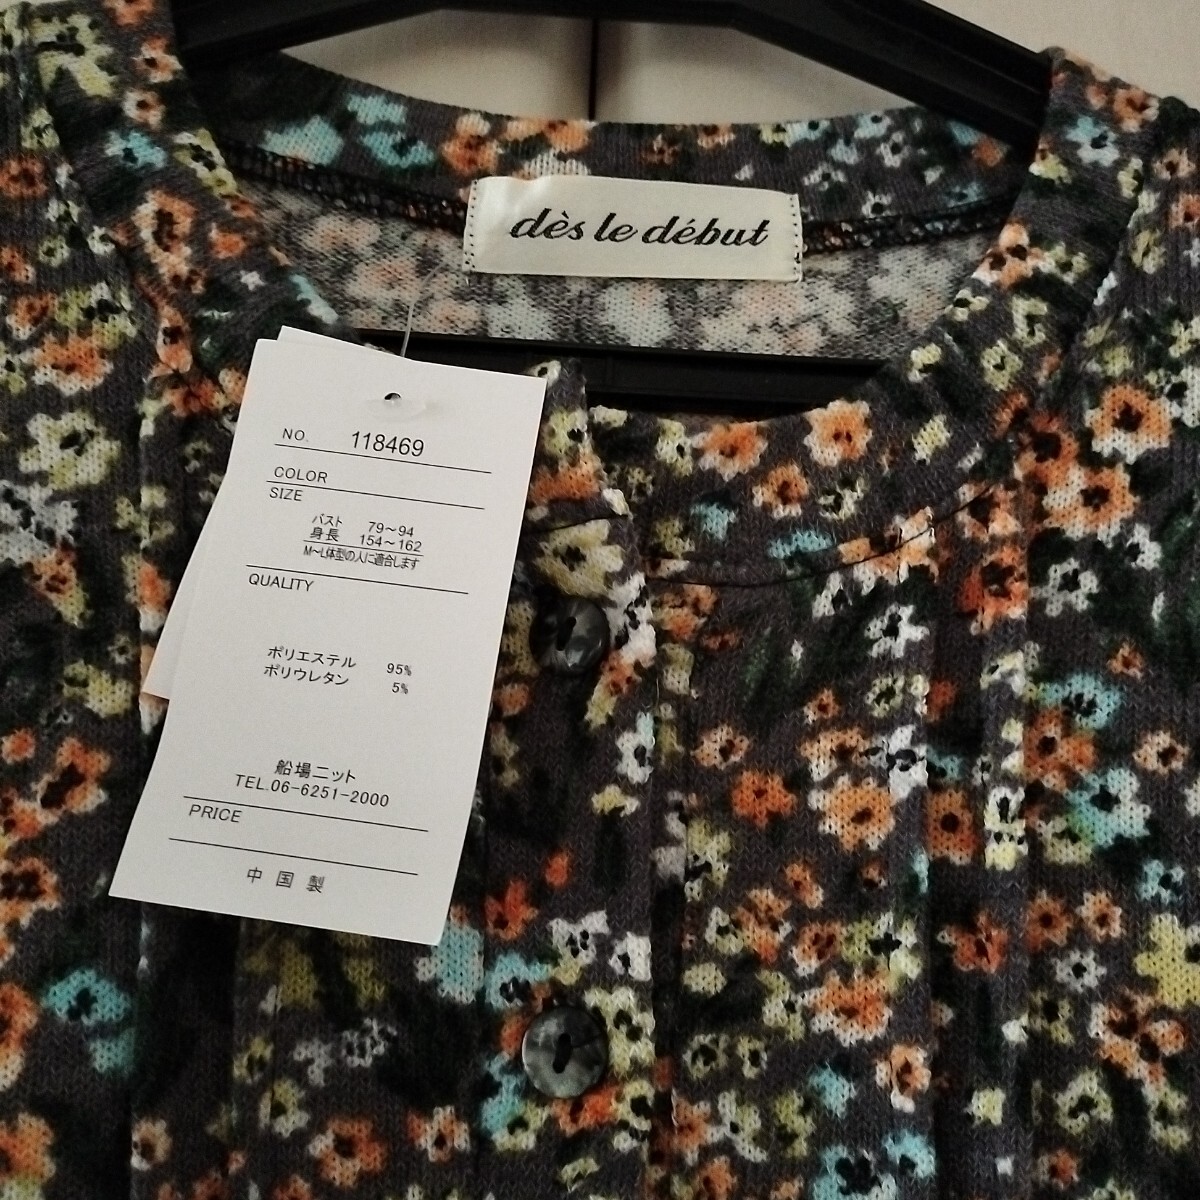 dès le début
NO. 118469
COLOR
SIZE
バスト 79～94
身長 154～162
M～L体型の人に適合します
QUALITY
ポリエステル 95%
ポリウレタン 5%
船場ニット
TEL.06-6251-2000
PRICE
中国製